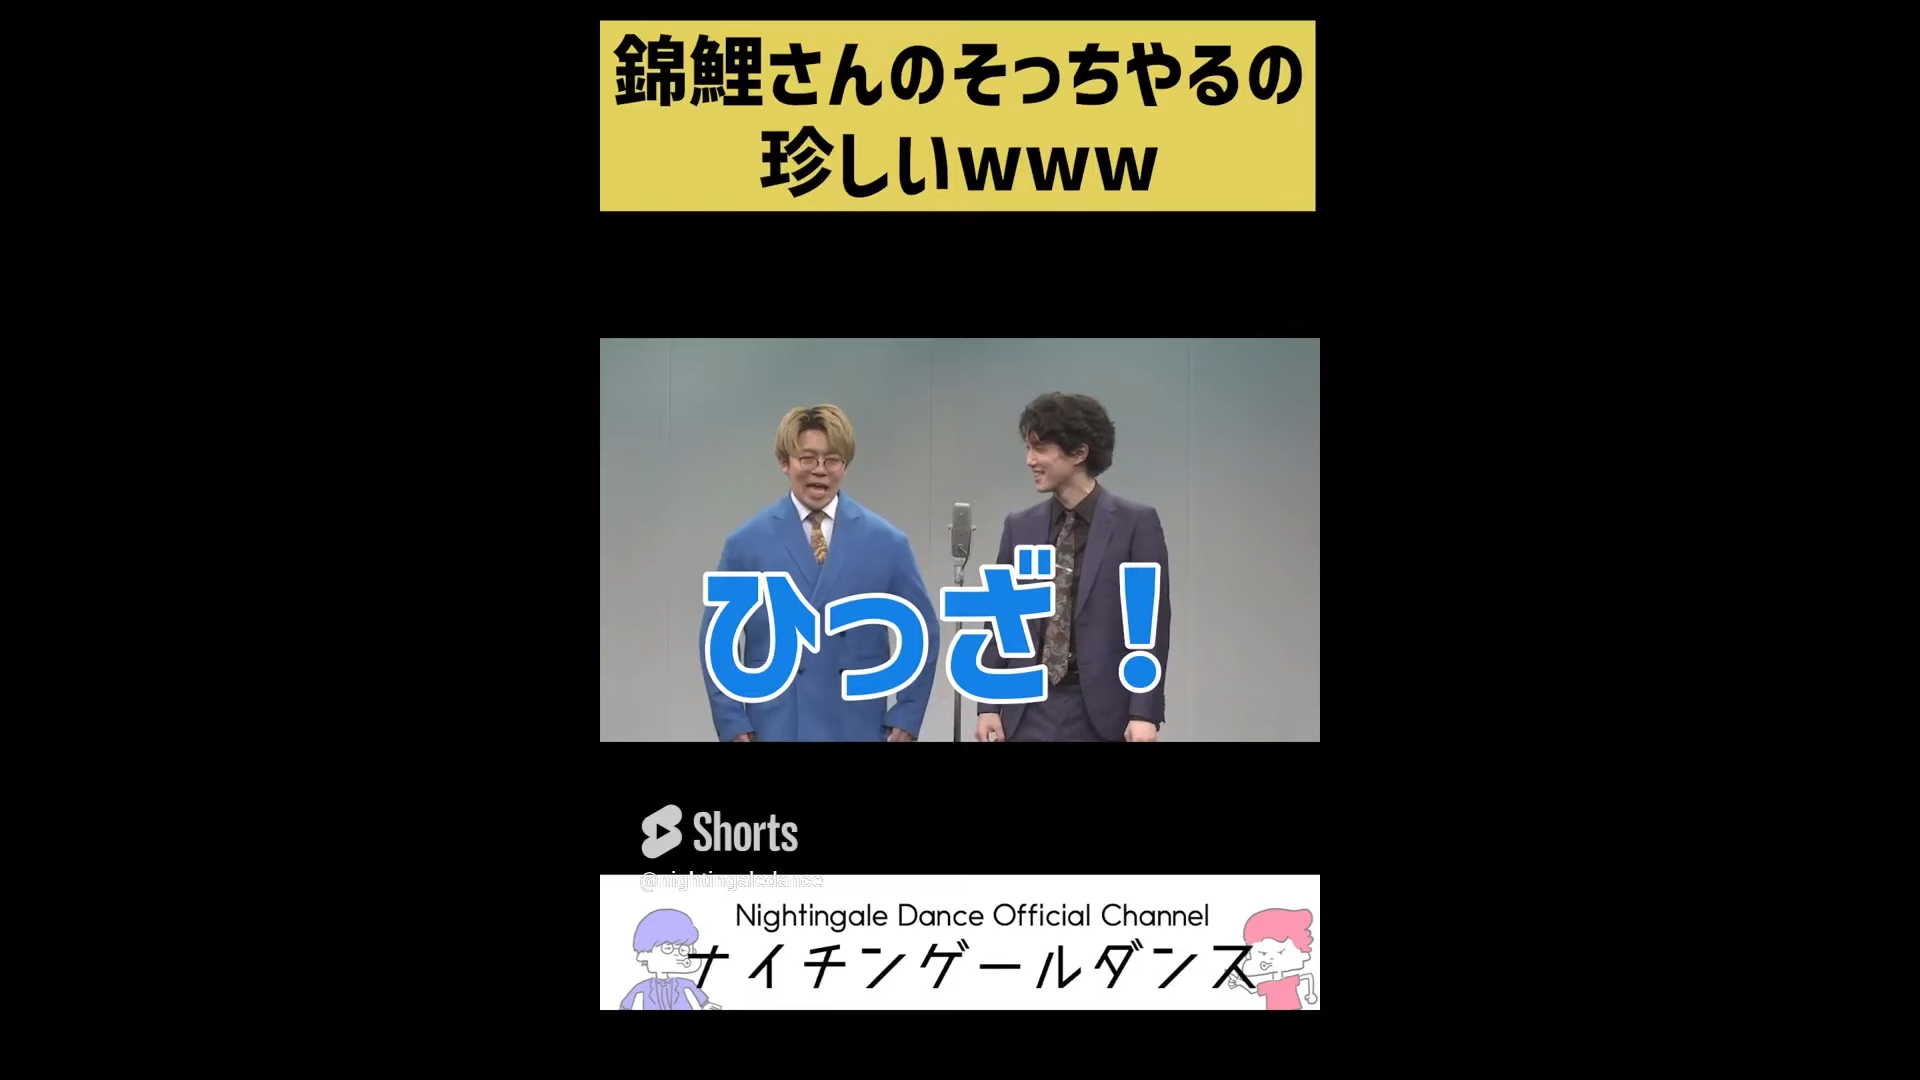 錦鯉さんのそっちやるの
珍しいwww
ひっざ！
Shorts
@nightingaledance
Nightingale Dance Official Channel
ナイチンゲールダンス